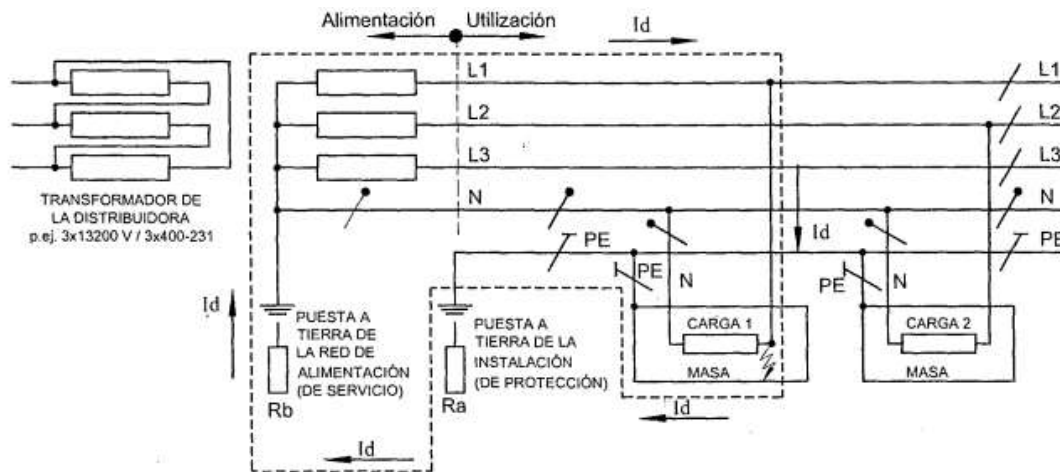 Alimentación
Utilización
Id
L1
L1
L2
L2
L3
L3
TRANSFORMADOR DE
LA DISTRIBUIDORA
p.ej. 3x13200 V / 3x400-231
N
N
Id
PE
PE
PE
N
PE
N
Id
PUESTA A
TIERRA DE
LA RED DE
ALIMENTACIÓN
(DE SERVICIO)
Rb
PUESTA A
TIERRA DE LA
INSTALACIÓN
(DE PROTECCIÓN)
Ra
CARGA 1
MASA
CARGA 2
MASA
Id
Id